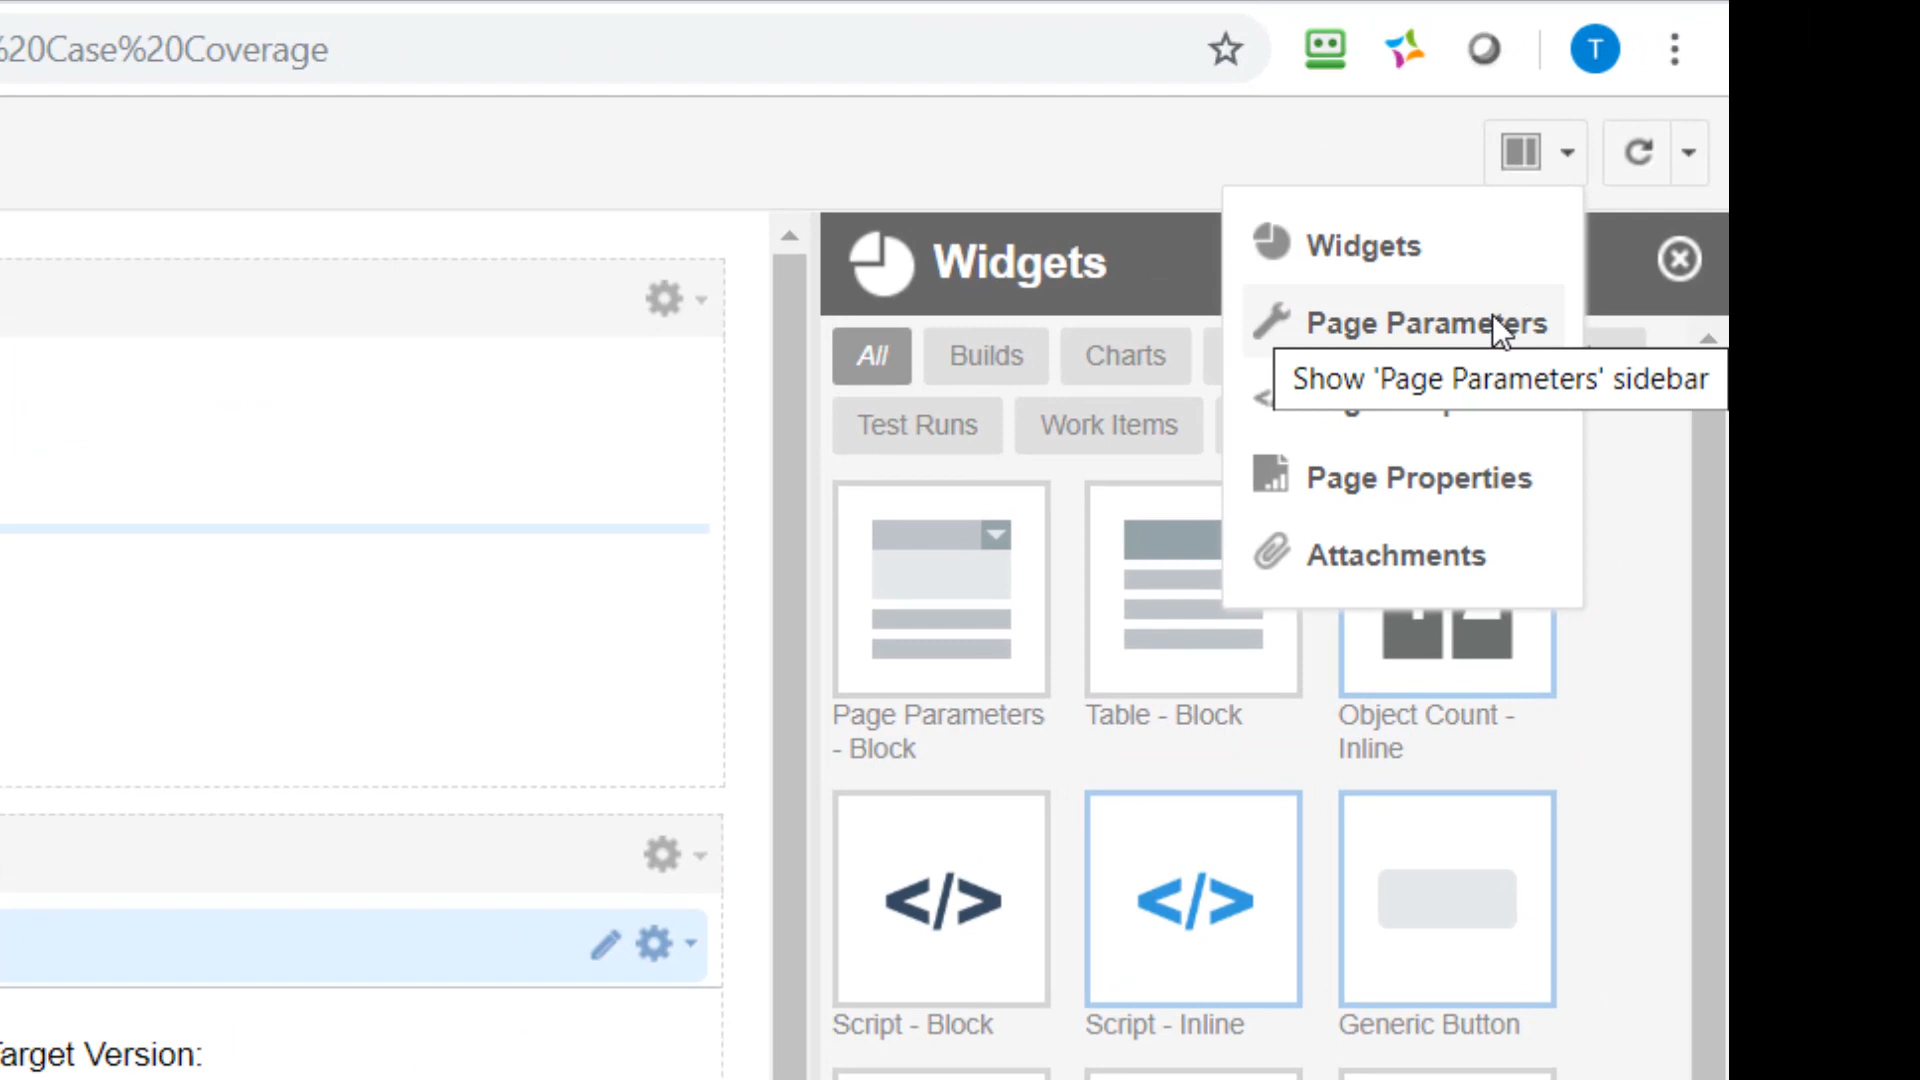 %20Case%20Coverage
T
Widgets
Widgets
Page Parameters
Show 'Page Parameters' sidebar
All
Builds
Charts
Test Runs
Work Items
Page Properties
Attachments
Page Parameters
- Block
Table - Block
Object Count -
Inline
</>
</>
Script - Block
Script - Inline
Generic Button
Target Version: